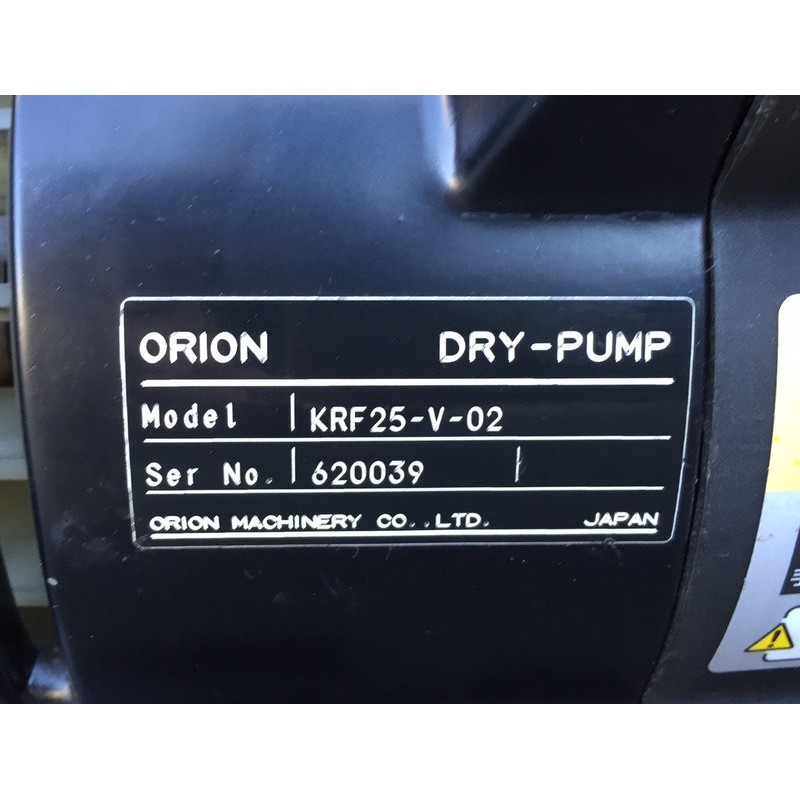 ORION DRY-PUMP
Model KRF25-V-02
Ser No. 620039
ORION MACHINERY CO.,LTD. JAPAN